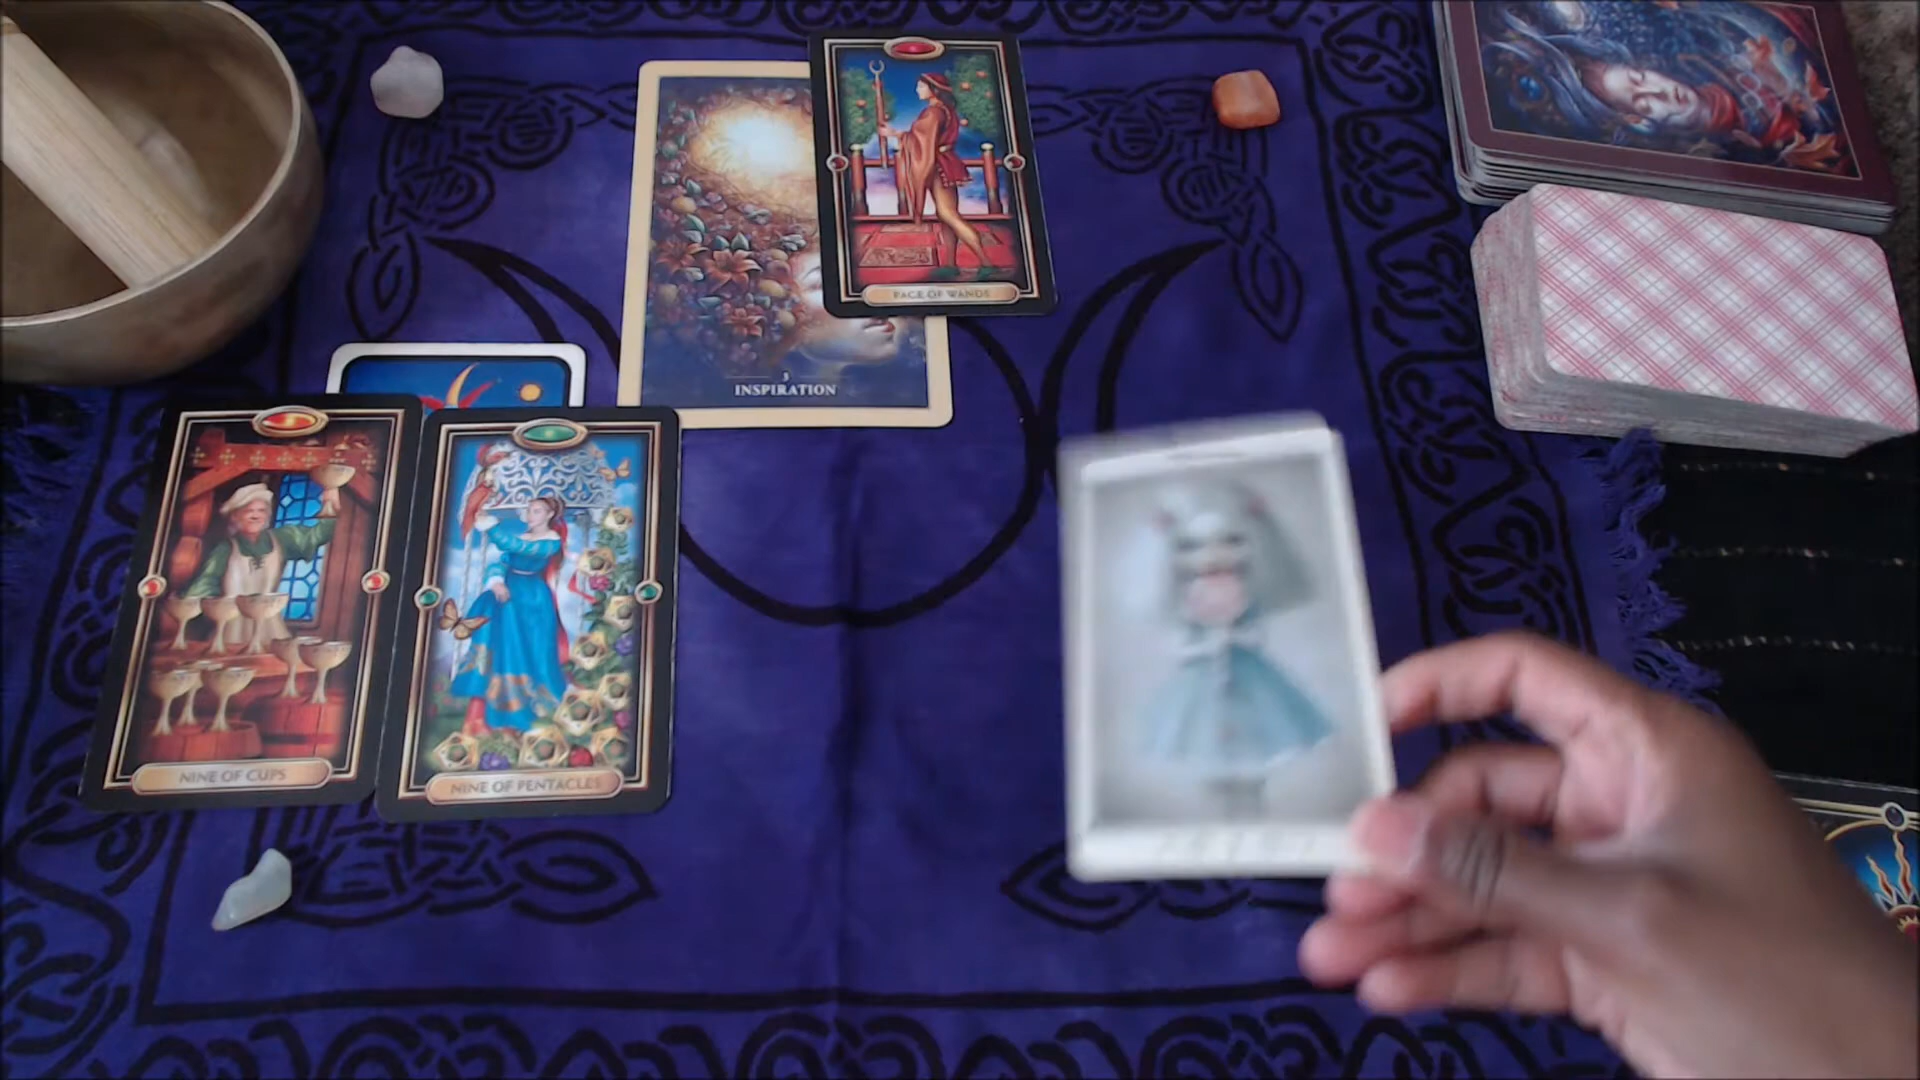 PAGE OF WANDS
3
INSPIRATION
NINE OF CUPS
NINE OF PENTACLES